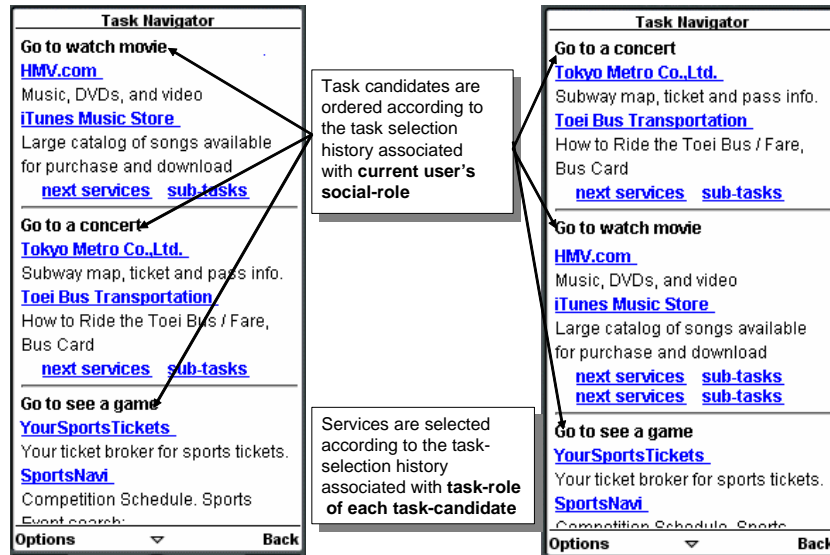 Task Navigator
Go to watch movie
HMV.com
Music, DVDs, and video
iTunes Music Store
Large catalog of songs available
for purchase and download
next services sub-tasks
Go to a concert
Tokyo Metro Co.,Ltd.
Subway map, ticket and pass info.
Toei Bus Transportation
How to Ride the Toei Bus / Fare,
Bus Card
next services sub-tasks
Go to see a game
YourSportsTickets
Your ticket broker for sports tickets.
SportsNavi
Competition Schedule. Sports
Event search:
Options Back
Task candidates are
ordered according to
the task selection
history associated
with current user's
social-role
Services are selected
according to the task-
selection history
associated with task-role
of each task-candidate
Task Navigator
Go to a concert
Tokyo Metro Co.,Ltd.
Subway map, ticket and pass info.
Toei Bus Transportation
How to Ride the Toei Bus / Fare,
Bus Card
next services sub-tasks
Go to watch movie
HMV.com
Music, DVDs, and video
iTunes Music Store
Large catalog of songs available
for purchase and download
next services sub-tasks
next services sub-tasks
Go to see a game
YourSportsTickets
Your ticket broker for sports tickets.
SportsNavi
Competition Schedule. Sports
Options Back